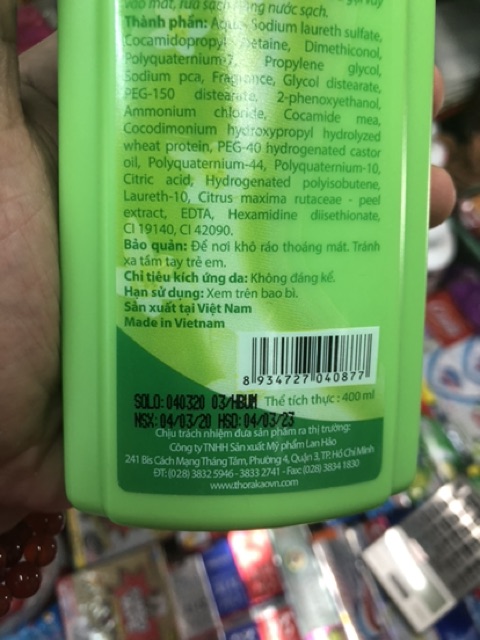 vào mắt, rửa sạch bằng nước sạch.
Thành phần: Aqua, Sodium laureth sulfate,
Cocamidopropyl betaine, Dimethiconol,
Polyquaternium-7, Propylene glycol,
Sodium pca, Fragrance, Glycol distearate,
PEG-150 distearate, 2-phenoxyethanol,
Ammonium chloride, Cocamide mea,
Cocodimonium hydroxypropyl hydrolyzed
wheat protein, PEG-40 hydrogenated castor
oil, Polyquaternium-44, Polyquaternium-10,
Citric acid, Hydrogenated polyisobutene,
Laureth-10, Citrus maxima rutaceae - peel
extract, EDTA, Hexamidine diisethionate,
CI 19140, CI 42090.
Bảo quản: Để nơi khô ráo thoáng mát. Tránh
xa tầm tay trẻ em.
Chỉ tiêu kích ứng da: Không đáng kể.
Hạn sử dụng: Xem trên bao bì.
Sản xuất tại Việt Nam
Made in Vietnam
8 934727 040877
SOLO: 040320 03/HBUM Thể tích thực : 400 ml
NSX: 04/03/20 HSD: 04/03/23
Chịu trách nhiệm đưa sản phẩm ra thị trường:
Công ty TNHH Sản xuất Mỹ phẩm Lan Hảo
241 Bis Cách Mạng Tháng Tám, Phường 4, Quận 3, TP. Hồ Chí Minh
ĐT: (028) 3832 5946 - 3833 2741 - Fax: (028) 3834 1830
www.thorakaovn.com